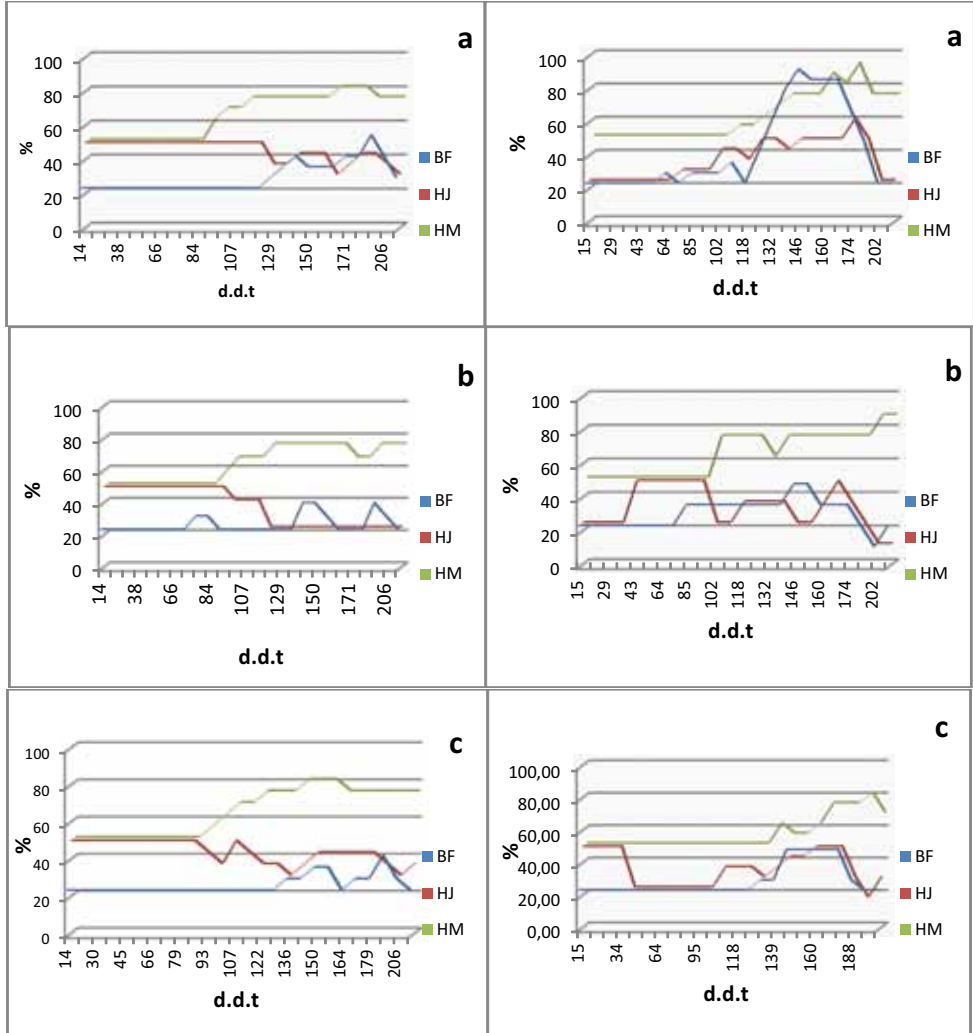 a
100
80
60
40
20
0
%
BF
HJ
HM
14 38 66 84 107 129 150 171 206
d.d.t
a
100
80
60
40
20
0
%
BF
HJ
HM
15 29 43 64 85 102 118 132 146 160 174 202
d.d.t
b
100
80
60
40
20
0
%
BF
HJ
HM
14 38 66 84 107 129 150 171 206
d.d.t
b
100
80
60
40
20
0
%
BF
HJ
HM
15 29 43 64 85 102 118 132 146 160 174 202
d.d.t
c
100
80
60
40
20
0
%
BF
HJ
HM
14 30 45 66 79 93 107 122 136 150 164 179 206
d.d.t
c
100,00
80,00
60,00
40,00
20,00
0,00
%
BF
HJ
HM
15 34 64 95 118 139 160 188
d.d.t